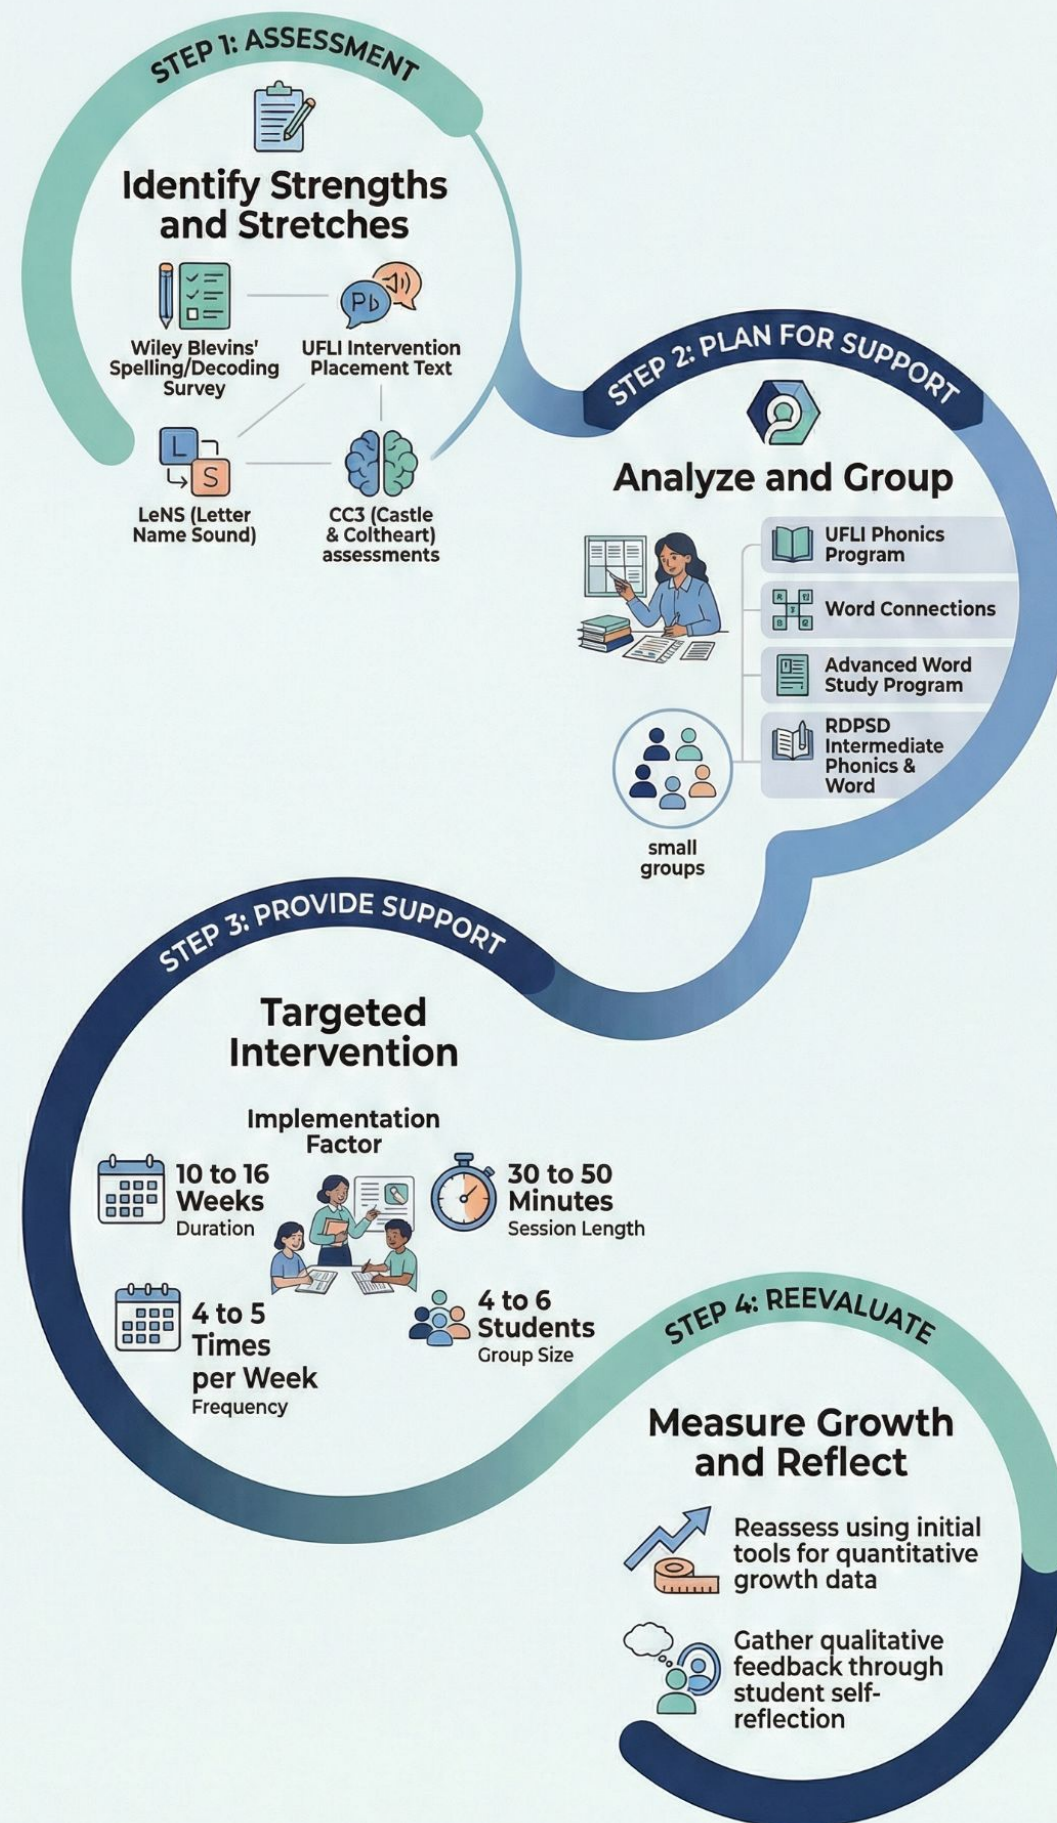 STEP 1: ASSESSMENT
Identify Strengths
and Stretches
Wiley Blevins'
Spelling/Decoding
Survey
Pb
UFLI Intervention
Placement Text
L
S
LeNS (Letter
Name Sound)
CC3 (Castle
& Coltheart)
assessments
STEP 2: PLAN FOR SUPPORT
Analyze and Group
UFLI Phonics
Program
Word Connections
Advanced Word
Study Program
RDPSD
Intermediate
Phonics &
Word
small
groups
STEP 3: PROVIDE SUPPORT
Targeted
Intervention
Implementation
Factor
10 to 16
Weeks
Duration
30 to 50
Minutes
Session Length
4 to 5
Times
per Week
Frequency
4 to 6
Students
Group Size
STEP 4: REEVALUATE
Measure Growth
and Reflect
Reassess using initial
tools for quantitative
growth data
Gather qualitative
feedback through
student self-
reflection